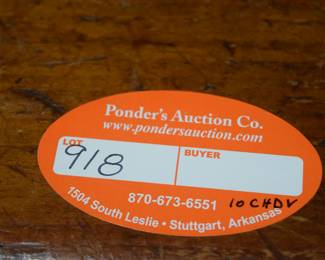 Ponder's Auction Co.
www.pondersauction.com
LOT
918
BUYER
870-673-6551
10 CHDV
1504 South Leslie • Stuttgart, Arkansas